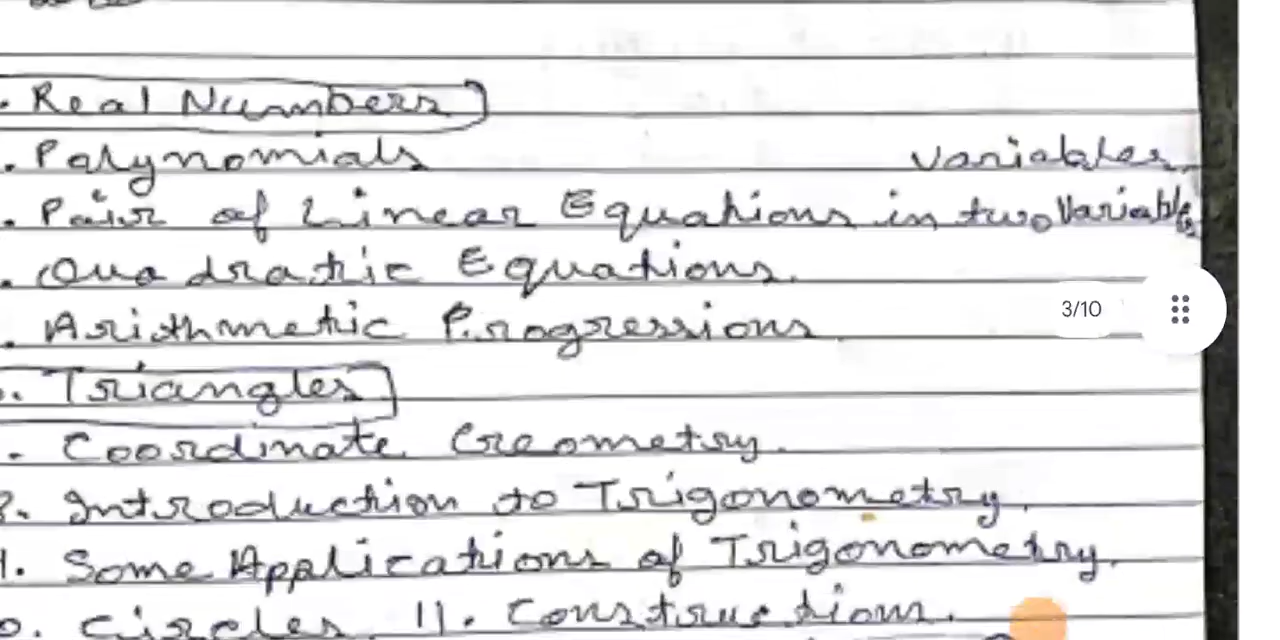 . Real Numbers
. Polynomials
variables
. Pair of Linear Equations in two Variables
. Quadratic Equations.
. Arithmetic Progressions
3/10
. Triangles
. Coordinate Geometry.
8. Introduction to Trigonometry.
. Some Applications of Trigonometry.
. Circles 11. Constructions.